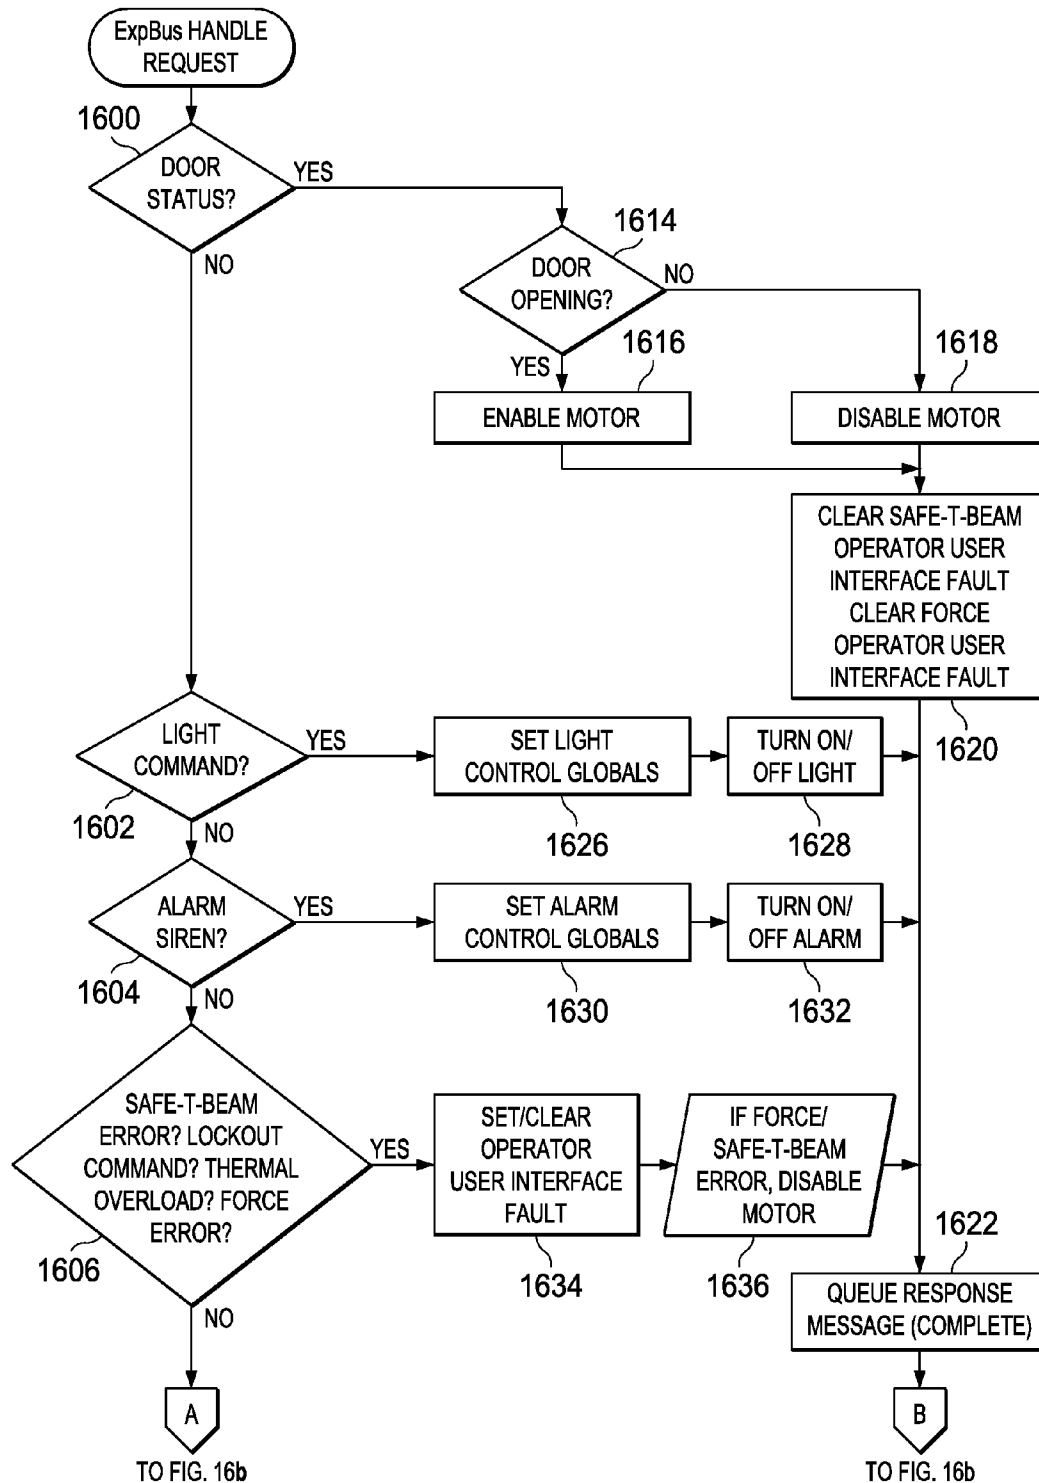 ExpBus HANDLE
REQUEST
1600
DOOR
STATUS?
YES
NO
1614
DOOR
OPENING?
NO
YES
1616
1618
ENABLE MOTOR
DISABLE MOTOR
CLEAR SAFE-T-BEAM
OPERATOR USER
INTERFACE FAULT
CLEAR FORCE
OPERATOR USER
INTERFACE FAULT
1620
LIGHT
COMMAND?
YES
1602
NO
SET LIGHT
CONTROL GLOBALS
1626
TURN ON/
OFF LIGHT
1628
ALARM
SIREN?
YES
1604
NO
SET ALARM
CONTROL GLOBALS
1630
TURN ON/
OFF ALARM
1632
SAFE-T-BEAM
ERROR? LOCKOUT
COMMAND? THERMAL
OVERLOAD? FORCE
ERROR?
YES
1606
NO
SET/CLEAR
OPERATOR
USER INTERFACE
FAULT
1634
IF FORCE/
SAFE-T-BEAM
ERROR, DISABLE
MOTOR
1636
1622
QUEUE RESPONSE
MESSAGE (COMPLETE)
A
TO FIG. 16b
B
TO FIG. 16b